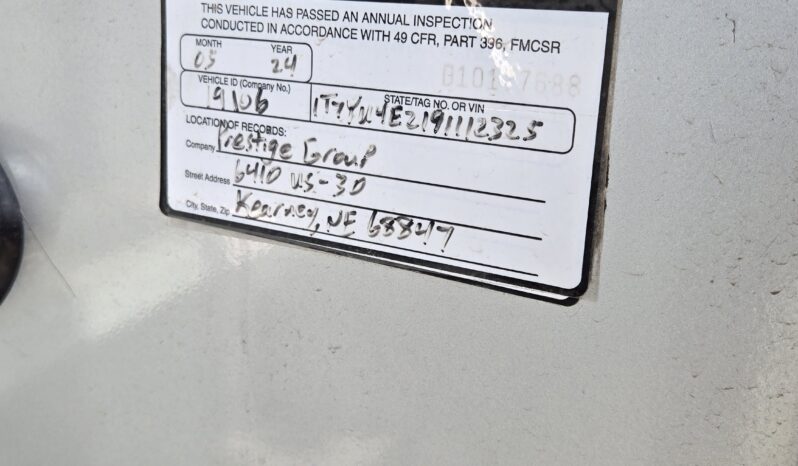 THIS VEHICLE HAS PASSED AN ANNUAL INSPECTION
CONDUCTED IN ACCORDANCE WITH 49 CFR, PART 396, FMCSR
MONTH YEAR
05 24
VEHICLE ID (Company No.)
19106
STATE/TAG NO. OR VIN
LOCATION OF RECORDS:
Company Prestige Group
Street Address 6410 US-30
City, State, Zip Kearney, NE 68847